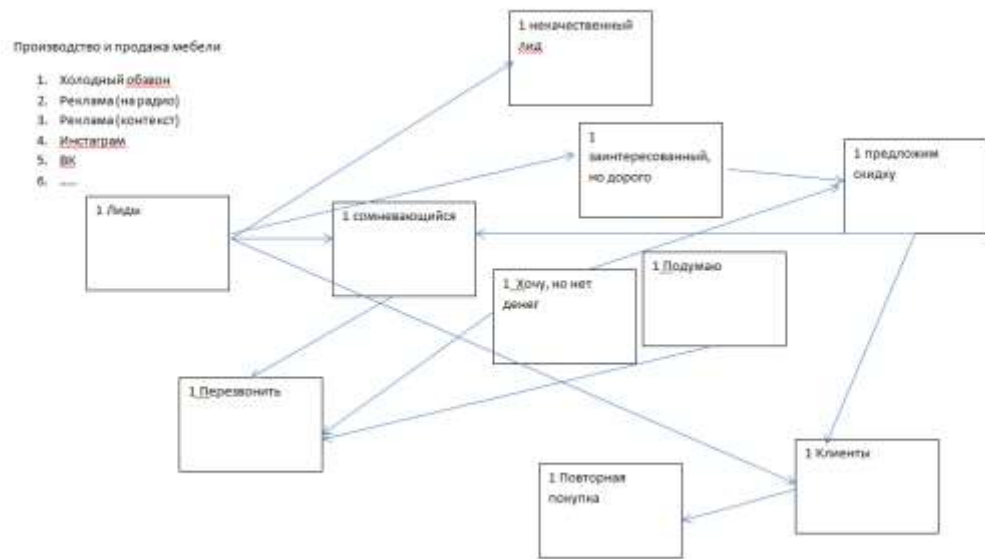 Производство и продажа мебели
1. Холодный обзвон
2. Реклама (на радио)
3. Реклама (контекст)
4. Инстаграм
5. ВК
6. .....
1 некачественный
лид
1
заинтересованный,
но дорого
1 предложим
скидку
1 Лиды
1 сомневающийся
1 Хочу, но нет
денег
1 Подумаю
1 Перезвонить
1 Клиенты
1 Повторная
покупка